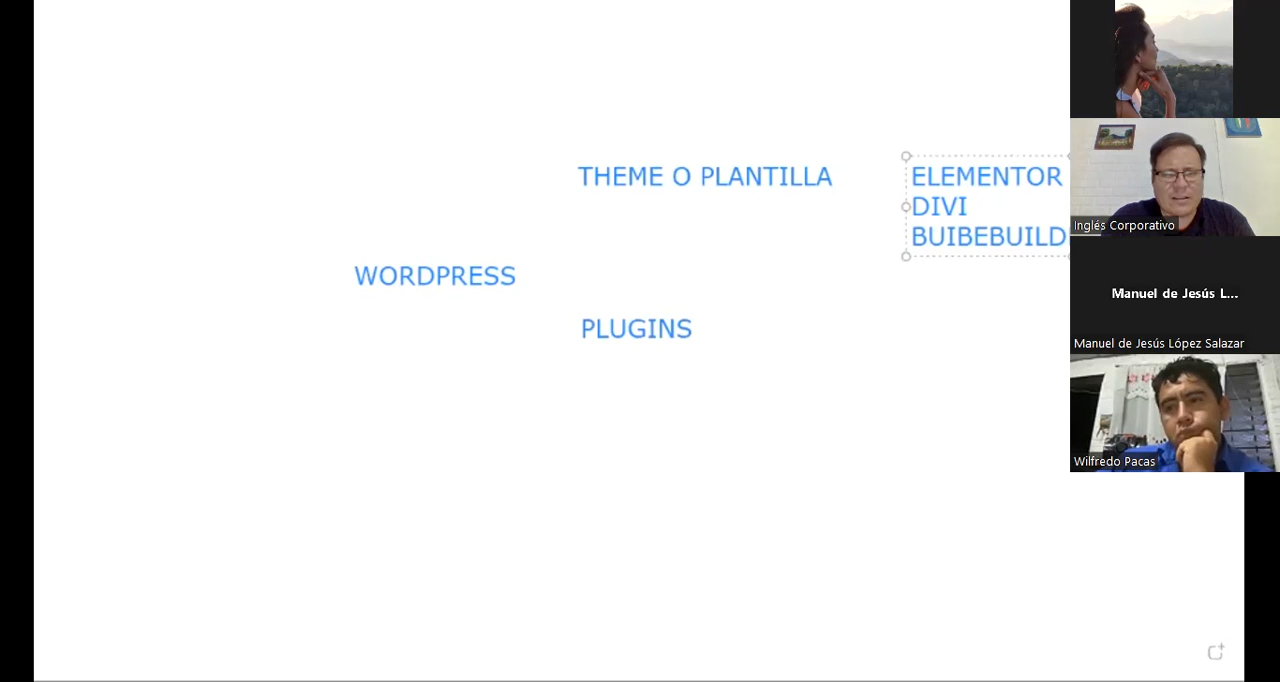 THEME O PLANTILLA
ELEMENTOR
DIVI
BUIBEBUILD
WORDPRESS
PLUGINS
Inglés Corporativo
Manuel de Jesús L...
Manuel de Jesús López Salazar
Wilfredo Pacas